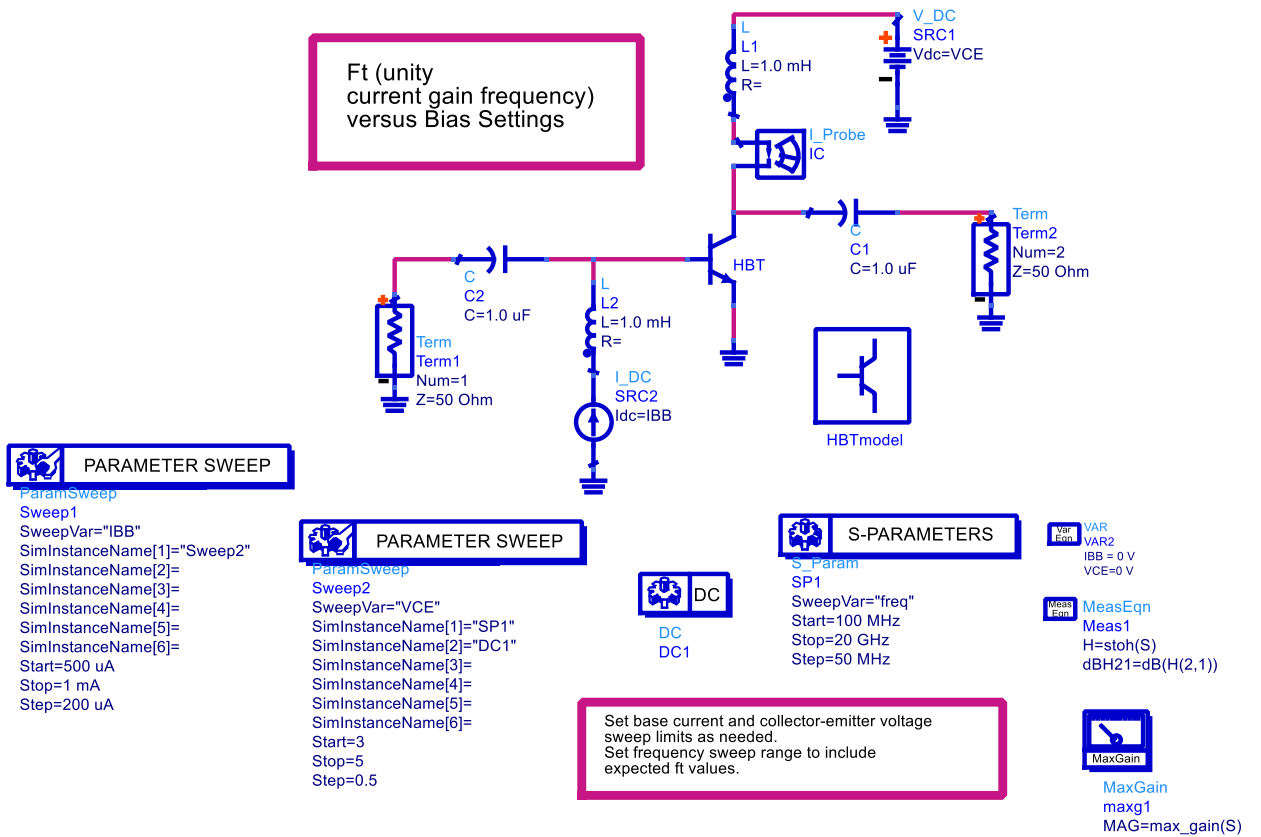 Ft (unity
current gain frequency)
versus Bias Settings
L
L1
L=1.0 mH
R=
V_DC
SRC1
Vdc=VCE
I_Probe
IC
C
C1
C=1.0 uF
Term
Term2
Num=2
Z=50 Ohm
HBT
C
C2
C=1.0 uF
L
L2
L=1.0 mH
R=
Term
Term1
Num=1
Z=50 Ohm
I_DC
SRC2
Idc=IBB
HBTmodel
PARAMETER SWEEP
ParamSweep
Sweep1
SweepVar="IBB"
SimInstanceName[1]="Sweep2"
SimInstanceName[2]=
SimInstanceName[3]=
SimInstanceName[4]=
SimInstanceName[5]=
SimInstanceName[6]=
Start=500 uA
Stop=1 mA
Step=200 uA
PARAMETER SWEEP
ParamSweep
Sweep2
SweepVar="VCE"
SimInstanceName[1]="SP1"
SimInstanceName[2]="DC1"
SimInstanceName[3]=
SimInstanceName[4]=
SimInstanceName[5]=
SimInstanceName[6]=
Start=3
Stop=5
Step=0.5
DC
DC
DC1
S-PARAMETERS
S_Param
SP1
SweepVar="freq"
Start=100 MHz
Stop=20 GHz
Step=50 MHz
Var
Eqn
VAR
VAR2
IBB = 0 V
VCE=0 V
Meas
Eqn
MeasEqn
Meas1
H=stoh(S)
dBH21=dB(H(2,1))
Set base current and collector-emitter voltage
sweep limits as needed.
Set frequency sweep range to include
expected ft values.
MaxGain
MaxGain
maxg1
MAG=max_gain(S)